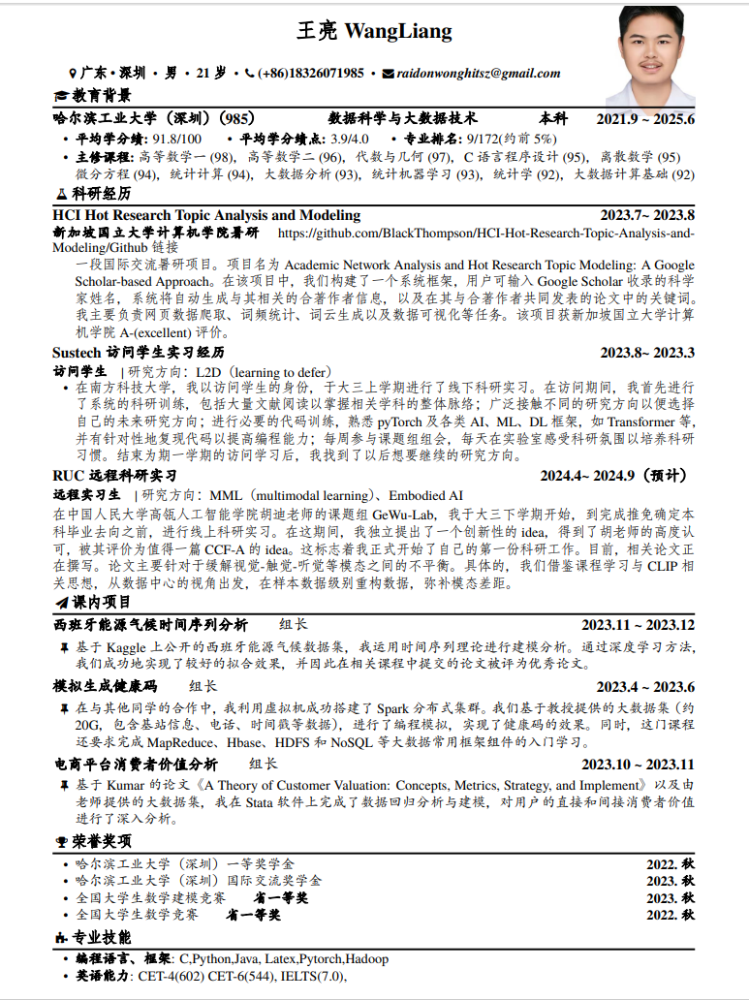 王亮 WangLiang
广东•深圳 • 男 • 21 岁 • (+86)18326071985 • raidonwonghitsz@gmail.com
教育背景
哈尔滨工业大学（深圳）(985) 数据科学与大数据技术 本科 2021.9 ~ 2025.6
• 平均学分绩: 91.8/100 • 平均学分绩点: 3.9/4.0 • 专业排名: 9/172(约前 5%)
• 主修课程: 高等数学一 (98)，高等数学二 (96)，代数与几何 (97)，C 语言程序设计 (95)，离散数学 (95)
微分方程 (94)，统计计算 (94)，大数据分析 (93)，统计机器学习 (93)，统计学 (92)，大数据计算基础 (92)
科研经历
HCI Hot Research Topic Analysis and Modeling 2023.7~ 2023.8
新加坡国立大学计算机学院暑研 https://github.com/BlackThompson/HCI-Hot-Research-Topic-Analysis-and-
Modeling/Github 链接
一段国际交流暑研项目。项目名为 Academic Network Analysis and Hot Research Topic Modeling: A Google
Scholar-based Approach。在该项目中，我们构建了一个系统框架，用户可输入 Google Scholar 收录的科学
家姓名，系统将自动生成与其相关的合著作者信息，以及在其与合著作者共同发表的论文中的关键词。
我主要负责网页数据爬取、词频统计、词云生成以及数据可视化等任务。该项目获新加坡国立大学计算
机学院 A-(excellent) 评价。
Sustech 访问学生实习经历 2023.8~ 2023.3
访问学生 | 研究方向：L2D（learning to defer）
• 在南方科技大学，我以访问学生的身份，于大三上学期进行了线下科研实习。在访问期间，我首先进行
了系统的科研训练，包括大量文献阅读以掌握相关学科的整体脉络；广泛接触不同的研究方向以便选择
自己的未来研究方向；进行必要的代码训练，熟悉 pyTorch 及各类 AI、ML、DL 框架，如 Transformer 等，
并有针对性地复现代码以提高编程能力；每周参与课题组组会，每天在实验室感受科研氛围以培养科研
习惯。结束为期一学期的访问学习后，我找到了以后想要继续的研究方向。
RUC 远程科研实习 2024.4~ 2024.9（预计）
远程实习生 | 研究方向：MML（multimodal learning）、Embodied AI
在中国人民大学高瓴人工智能学院胡迪老师的课题组 GeWu-Lab，我于大三下学期开始，到完成推免确定本
科毕业去向之前，进行线上科研实习。在这期间，我独立提出了一个创新性的 idea，得到了胡老师的高度认
可，被其评价为值得一篇 CCF-A 的 idea。这标志着我正式开始了自己的第一份科研工作。目前，相关论文正
在撰写。论文主要针对于缓解视觉-触觉-听觉等模态之间的不平衡。具体的，我们借鉴课程学习与 CLIP 相
关思想，从数据中心的视角出发，在样本数据级别重构数据，弥补模态差距。
课内项目
西班牙能源气候时间序列分析 组长 2023.11 ~ 2023.12
基于 Kaggle 上公开的西班牙能源气候数据集，我运用时间序列理论进行建模分析。通过深度学习方法，
我们成功地实现了较好的拟合效果，并因此在相关课程中提交的论文被评为优秀论文。
模拟生成健康码 组长 2023.4 ~ 2023.6
在与其他同学的合作中，我利用虚拟机成功搭建了 Spark 分布式集群。我们基于教授提供的大数据集（约
20G，包含基站信息、电话、时间戳等数据），进行了编程模拟，实现了健康码的效果。同时，这门课程
还要求完成 MapReduce、Hbase、HDFS 和 NoSQL 等大数据常用框架组件的入门学习。
电商平台消费者价值分析 组长 2023.10 ~ 2023.11
基于 Kumar 的论文《A Theory of Customer Valuation: Concepts, Metrics, Strategy, and Implement》以及由
老师提供的大数据集，我在 Stata 软件上完成了数据回归分析与建模，对用户的直接和间接消费者价值
进行了深入分析。
荣誉奖项
• 哈尔滨工业大学（深圳）一等奖学金 2022. 秋
• 哈尔滨工业大学（深圳）国际交流奖学金 2023. 秋
• 全国大学生数学建模竞赛 省一等奖 2023. 秋
• 全国大学生数学竞赛 省一等奖 2022. 秋
专业技能
• 编程语言、框架: C,Python,Java, Latex,Pytorch,Hadoop
• 英语能力: CET-4(602) CET-6(544), IELTS(7.0),